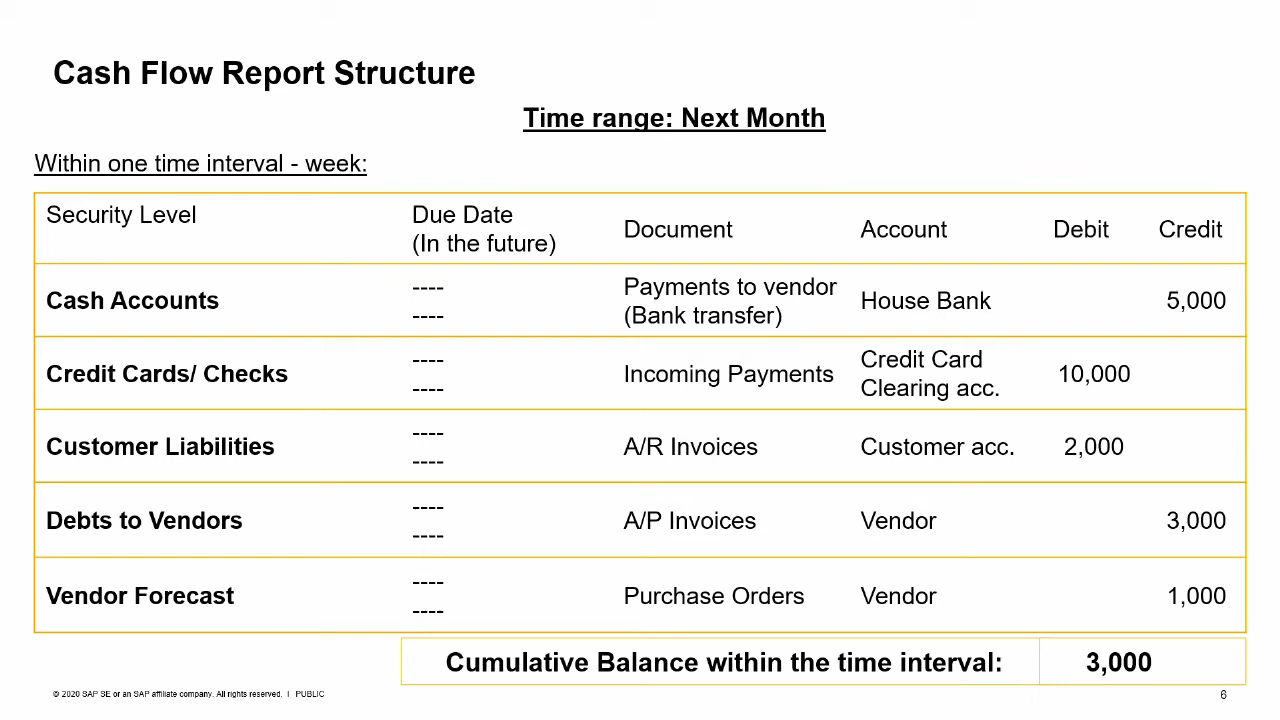 Cash Flow Report Structure
Time range: Next Month
Within one time interval - week:
Security Level Due Date Document Account Debit Credit
(In the future)
Cash Accounts ---- Payments to vendor House Bank 5,000
---- (Bank transfer)
Credit Cards/ Checks ---- Incoming Payments Credit Card 10,000
---- Clearing acc.
Customer Liabilities ---- A/R Invoices Customer acc. 2,000
----
Debts to Vendors ---- A/P Invoices Vendor 3,000
----
Vendor Forecast ---- Purchase Orders Vendor 1,000
----
Cumulative Balance within the time interval: 3,000
© 2020 SAP SE or an SAP affiliate company. All rights reserved. I PUBLIC 6